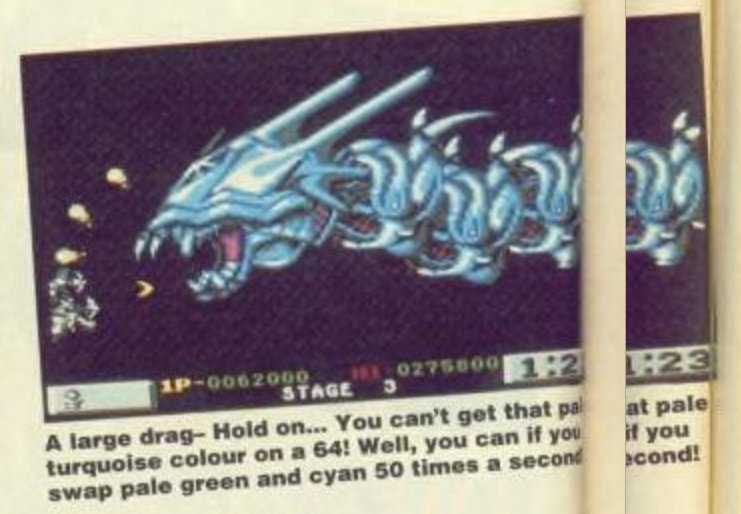 1P-0062000 HI 0275800 1:2 1:23
STAGE 3
A large drag– Hold on... You can't get that pal at pale
turquoise colour on a 64! Well, you can if you if you
swap pale green and cyan 50 times a second econd!